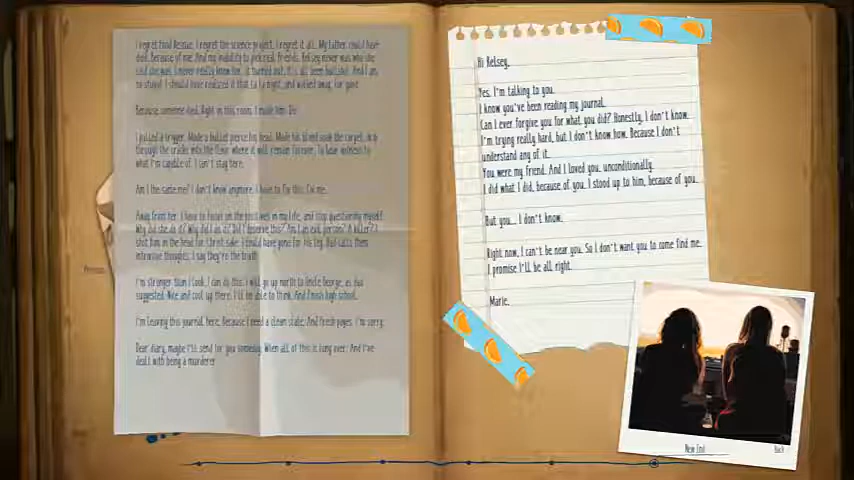 I regret food Rescue. I regret the science project. I regret it all. My father could have
died, because of me. And my inability to pick real friends. Kelsey never was who she
said she was. I never really knew him, it turned out. It's all been bullshit. And I am
so stupid. I should have realized it that
Because someone died. Right in this room. I made him. Die.
I pulled a trigger. Made a bullet pierce his head. Made his blood soak the carpet, drip
through the cracks into the floor where it will remain forever. To bear witness to
what I'm capable of. I can't stay here.
Am I the same me? I don't know anymore. I have to fix this. Fix me.
Away from her. I have to focus on the positives in my life, and stop questioning myself.
Why did she do it? Why did I do it? Did I deserve this? Am I an evil person? A killer? I
shot him in the head for Christ sake. I could have gone for his leg. Dad calls them
intrusive thoughts. I say they're the truth.
I'm stronger than I look. I can do this. I will go up north to Uncle George, as dad
suggested. Nice and cool up there. I'll be able to think. And finish high school.
I'm leaving this journal here. Because I need a clean slate. And fresh pages. I'm sorry.
Dear diary, maybe I'll send for you someday. When all of this is long over. And I've
dealt with being a murderer
Previous
Hi Kelsey,
Yes, I'm talking to you.
I know you've been reading my journal.
Can I ever forgive you for what you did? Honestly, I don't know.
I'm trying really hard, but I don't know how. Because I don't
understand any of it.
You were my friend. And I loved you, unconditionally.
I did what I did, because of you. I stood up to him, because of you.
But you... I don't know.
Right now, I can't be near you. So I don't want you to come find me.
I promise I'll be all right.
Marie.
New End
Back